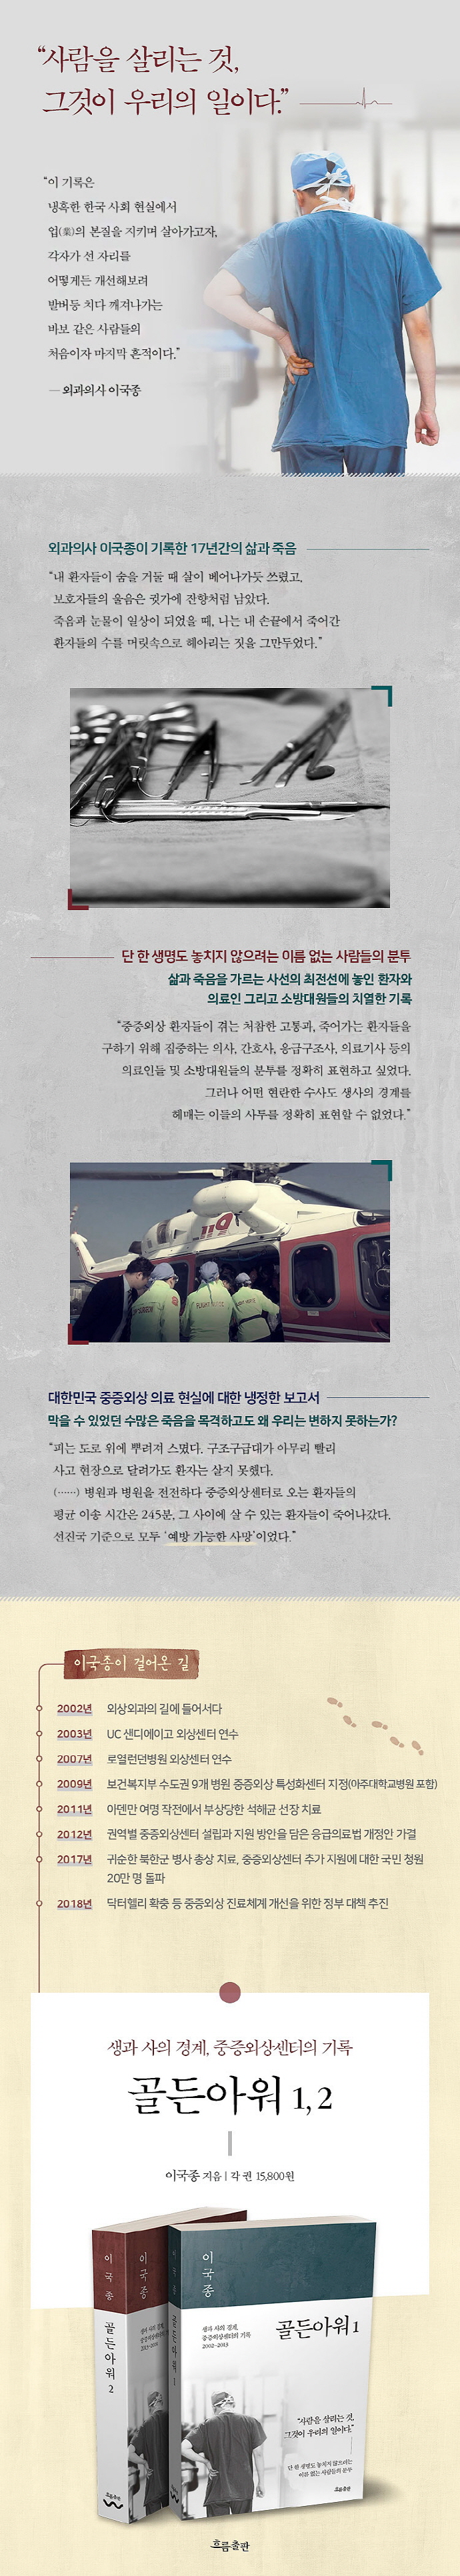 “사람을 살리는 것,
그것이 우리의 일이다.”
“이 기록은
냉혹한 한국 사회 현실에서
업(業)의 본질을 지키며 살아가고자,
각자가 선 자리를
어떻게든 개선해보려
발버둥 치다 깨져나가는
바보 같은 사람들의
처음이자 마지막 흔적이다.”
— 외과의사 이국종
외과의사 이국종이 기록한 17년간의 삶과 죽음
“내 환자들이 숨을 거둘 때 살이 베어나가듯 쓰렸고,
보호자들의 울음은 귓가에 잔향처럼 남았다.
죽음과 눈물이 일상이 되었을 때, 나는 내 손끝에서 죽어간
환자들의 수를 머릿속으로 헤아리는 짓을 그만두었다.”
단 한 생명도 놓치지 않으려는 이름 없는 사람들의 분투
삶과 죽음을 가르는 사선의 최전선에 놓인 환자와
의료인 그리고 소방대원들의 치열한 기록
“중증외상 환자들이 겪는 처참한 고통과, 죽어가는 환자들을
구하기 위해 집중하는 의사, 간호사, 응급구조사, 의료기사 등의
의료인들 및 소방대원들의 분투를 정확히 표현하고 싶었다.
그러나 어떤 현란한 수사도 생사의 경계를
헤매는 이들의 사투를 정확히 표현할 수 없었다.”
FLIGHT NURSE
대한민국 중증외상 의료 현실에 대한 냉정한 보고서
막을 수 있었던 수많은 죽음을 목격하고도 왜 우리는 변하지 못하는가?
“피는 도로 위에 뿌려져 스몄다. 구조구급대가 아무리 빨리
사고 현장으로 달려가도 환자는 살지 못했다.
(……) 병원과 병원을 전전하다 중증외상센터로 오는 환자들의
평균 이송 시간은 245분, 그 사이에 살 수 있는 환자들이 죽어나갔다.
선진국 기준으로 모두 ‘예방 가능한 사망’이었다.”
이국종이 걸어온 길
2002년 외상외과의 길에 들어서다
2003년 UC 샌디에이고 외상센터 연수
2007년 로열런던병원 외상센터 연수
2009년 보건복지부 수도권 9개 병원 중증외상 특성화센터 지정(아주대학교병원 포함)
2011년 아덴만 여명 작전에서 부상당한 석해균 선장 치료
2012년 권역별 중증외상센터 설립과 지원 방안을 담은 응급의료법 개정안 가결
2017년 귀순한 북한군 병사 총상 치료, 중증외상센터 추가 지원에 대한 국민 청원
20만 명 돌파
2018년 닥터헬리 확충 등 중증외상 진료체계 개선을 위한 정부 대책 추진
생과 사의 경계, 중증외상센터의 기록
골든아워 1, 2
이국종 지음 | 각 권 15,800원
이국종
골든아워 2
이국종
이국종
골든아워 1
이국종
생과 사의 경계,
중증외상센터의 기록
2002-2013
골든아워 1
“사람을 살리는 것,
그것이 우리의 일이다.”
단 한 생명도 놓치지 않으려는
이름 없는 사람들의 분투
흐름출판
흐름출판